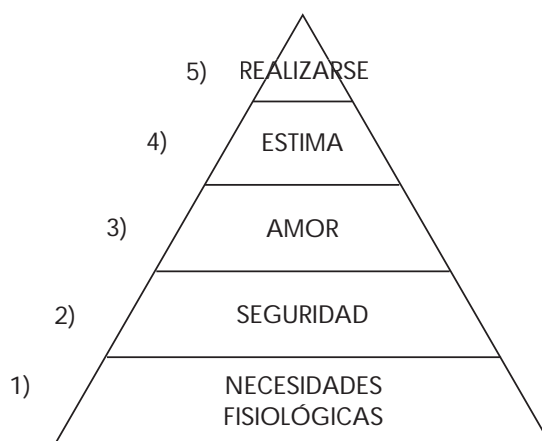 5) REALIZARSE
4) ESTIMA
3) AMOR
2) SEGURIDAD
1) NECESIDADES
FISIOLÓGICAS